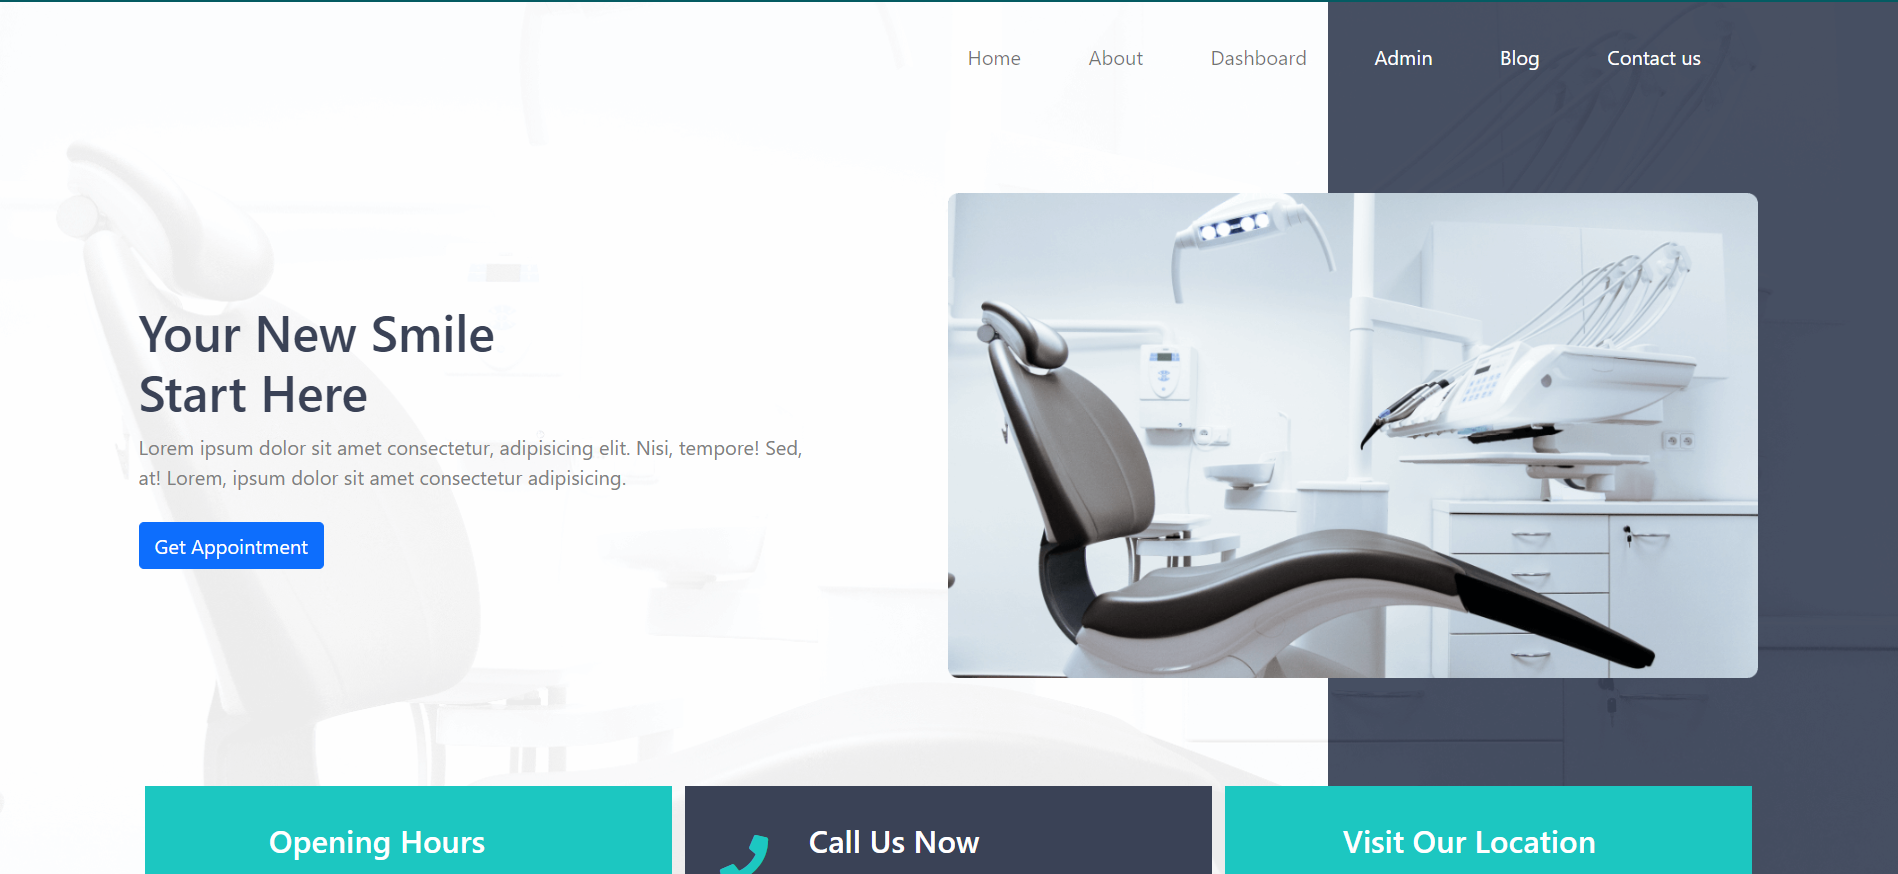 Home About Dashboard Admin Blog Contact us
Your New Smile
Start Here
Lorem ipsum dolor sit amet consectetur, adipisicing elit. Nisi, tempore! Sed,
at! Lorem, ipsum dolor sit amet consectetur adipisicing.
Get Appointment
Opening Hours
Call Us Now
Visit Our Location